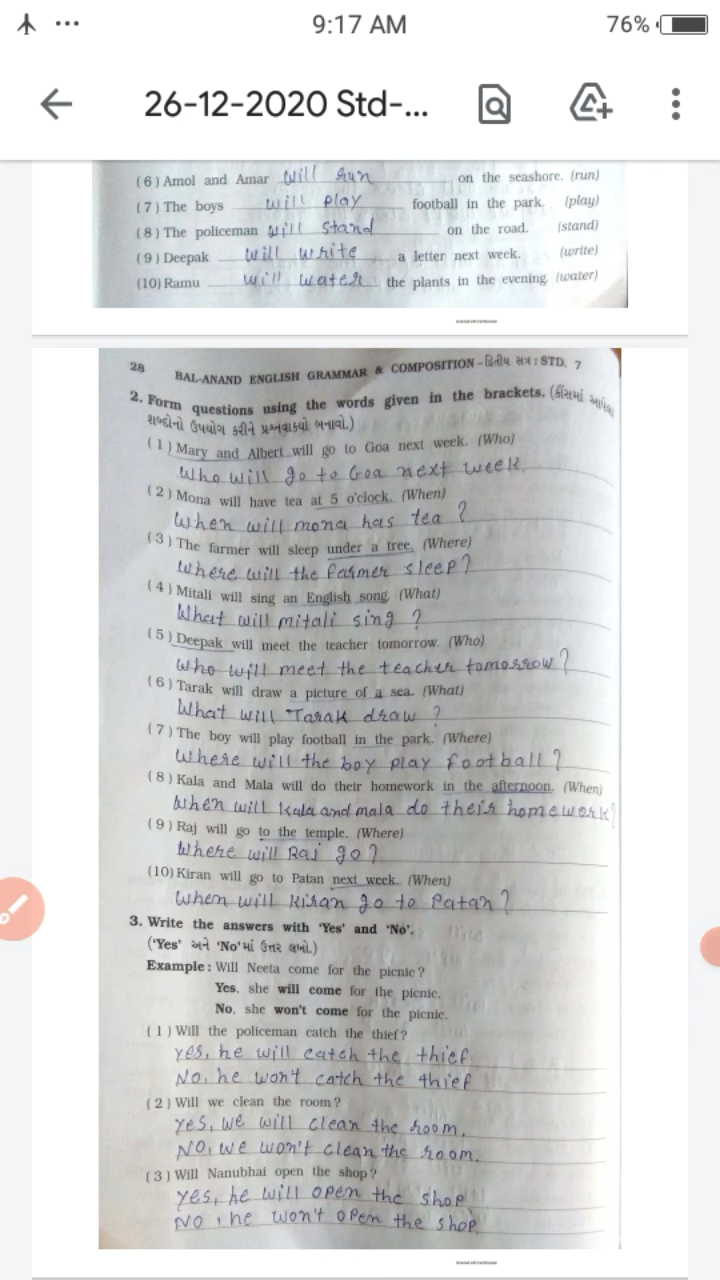 9:17 AM
76%
26-12-2020 Std-...
(6) Amol and Amar will run on the seashore. (run)
(7) The boys will play football in the park. (play)
(8) The policeman will stand on the road. (stand)
(9) Deepak will write a letter next week. (write)
(10) Ramu will water the plants in the evening. (water)
28 BAL-ANAND ENGLISH GRAMMAR & COMPOSITION - દ્વિતીય સત્ર : STD. 7
2. Form questions using the words given in the brackets. (કૌંસમાં આપેલા
શબ્દોનો ઉપયોગ કરીને પ્રશ્નવાક્યો બનાવો.)
(1) Mary and Albert will go to Goa next week. (Who)
Who will go to Goa next week.
(2) Mona will have tea at 5 o'clock. (When)
When will mona has tea ?
(3) The farmer will sleep under a tree. (Where)
Where will the farmer sleep?
(4) Mitali will sing an English song. (What)
What will mitali sing ?
(5) Deepak will meet the teacher tomorrow. (Who)
Who will meet the teacher tomorrow?
(6) Tarak will draw a picture of a sea. (What)
What will Tarak draw ?
(7) The boy will play football in the park. (Where)
Where will the boy play football?
(8) Kala and Mala will do their homework in the afternoon. (When)
When will Kala and mala do their homework?
(9) Raj will go to the temple. (Where)
Where will Raj go?
(10) Kiran will go to Patan next week. (When)
When will Kiran go to Patan?
3. Write the answers with 'Yes' and 'No'.
('Yes' અને 'No'માં ઉત્તર લખો.)
Example : Will Neeta come for the picnic ?
Yes, she will come for the picnic.
No, she won't come for the picnic.
(1) Will the policeman catch the thief ?
yes, he will catch the thief
No, he won't catch the thief
(2) Will we clean the room ?
yes, we will clean the room.
No, we won't clean the room.
(3) Will Nanubhai open the shop ?
yes, he will open the shop
No, he won't open the shop